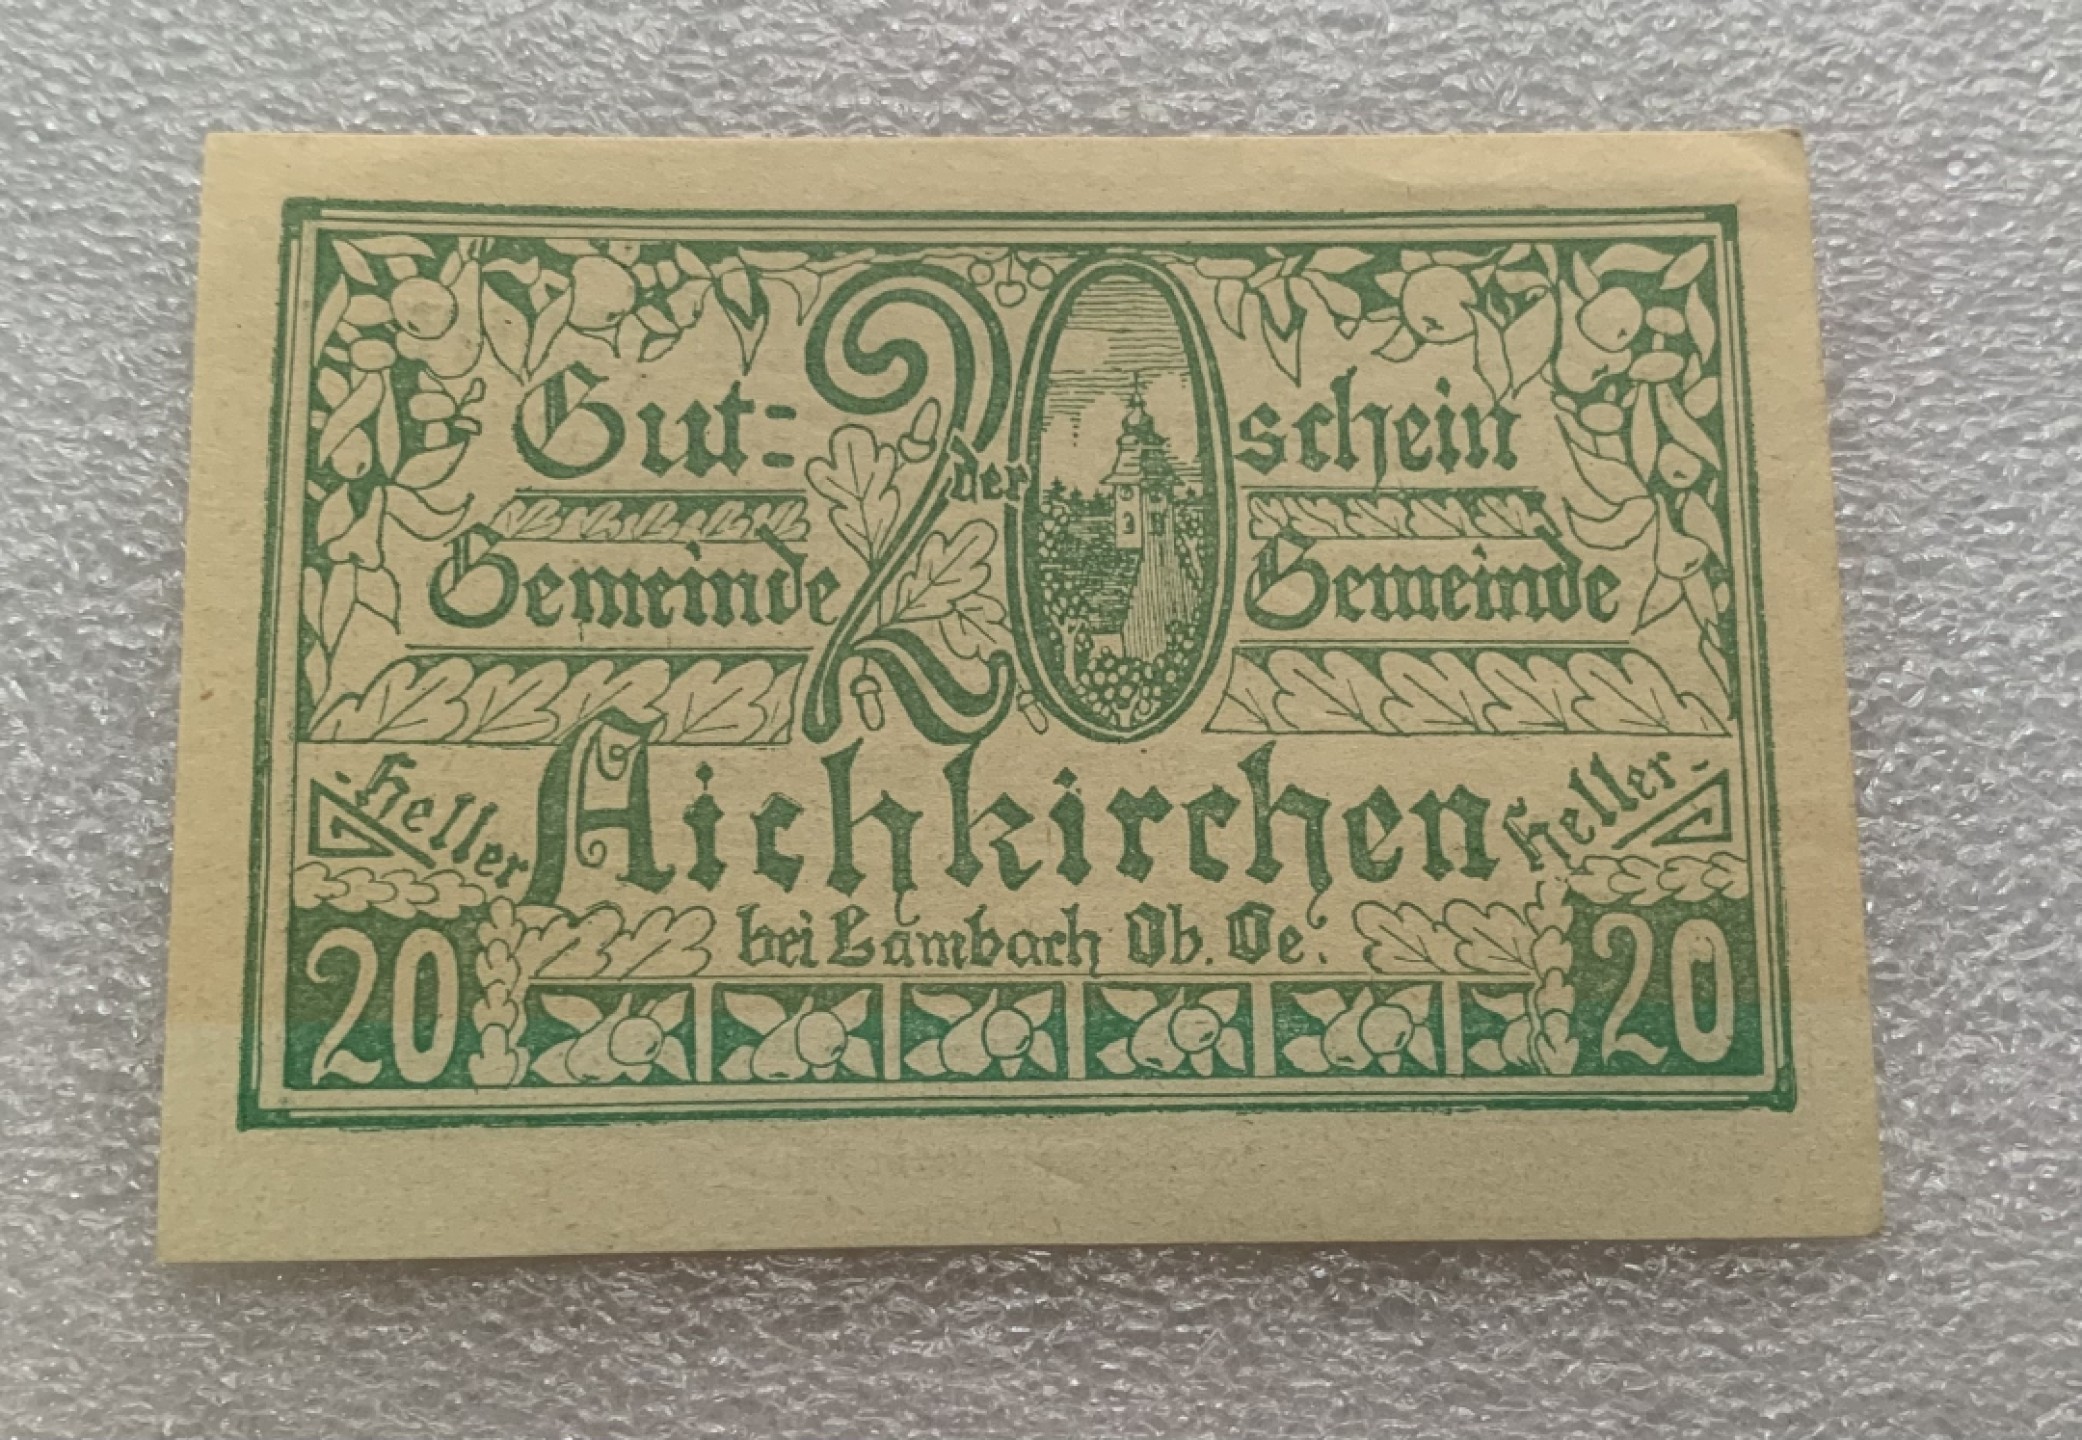 20
Gut= der schein
Gemeinde Gemeinde
Heller Aichkirchen Heller
bei Lambach Ob. Oe.
20 20